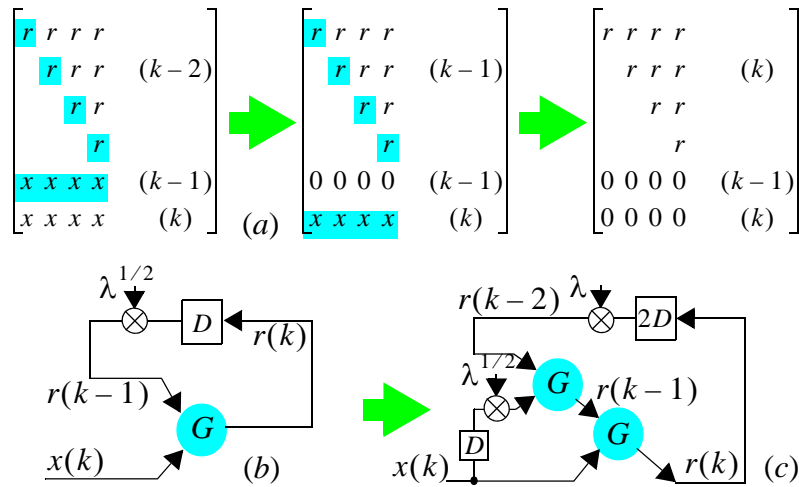 r r r r r r r r r r r r
r r r (k – 2) r r r (k – 1) r r r (k)
r r r r r r
r r r
x x x x (k – 1) 0 0 0 0 (k – 1) 0 0 0 0 (k – 1)
x x x x (k) (a) x x x x (k) 0 0 0 0 (k)
λ^{1/2} D r(k) r(k – 1) G x(k) (b)
r(k – 2) λ 2D λ^{1/2} G r(k – 1) D G x(k) r(k) (c)